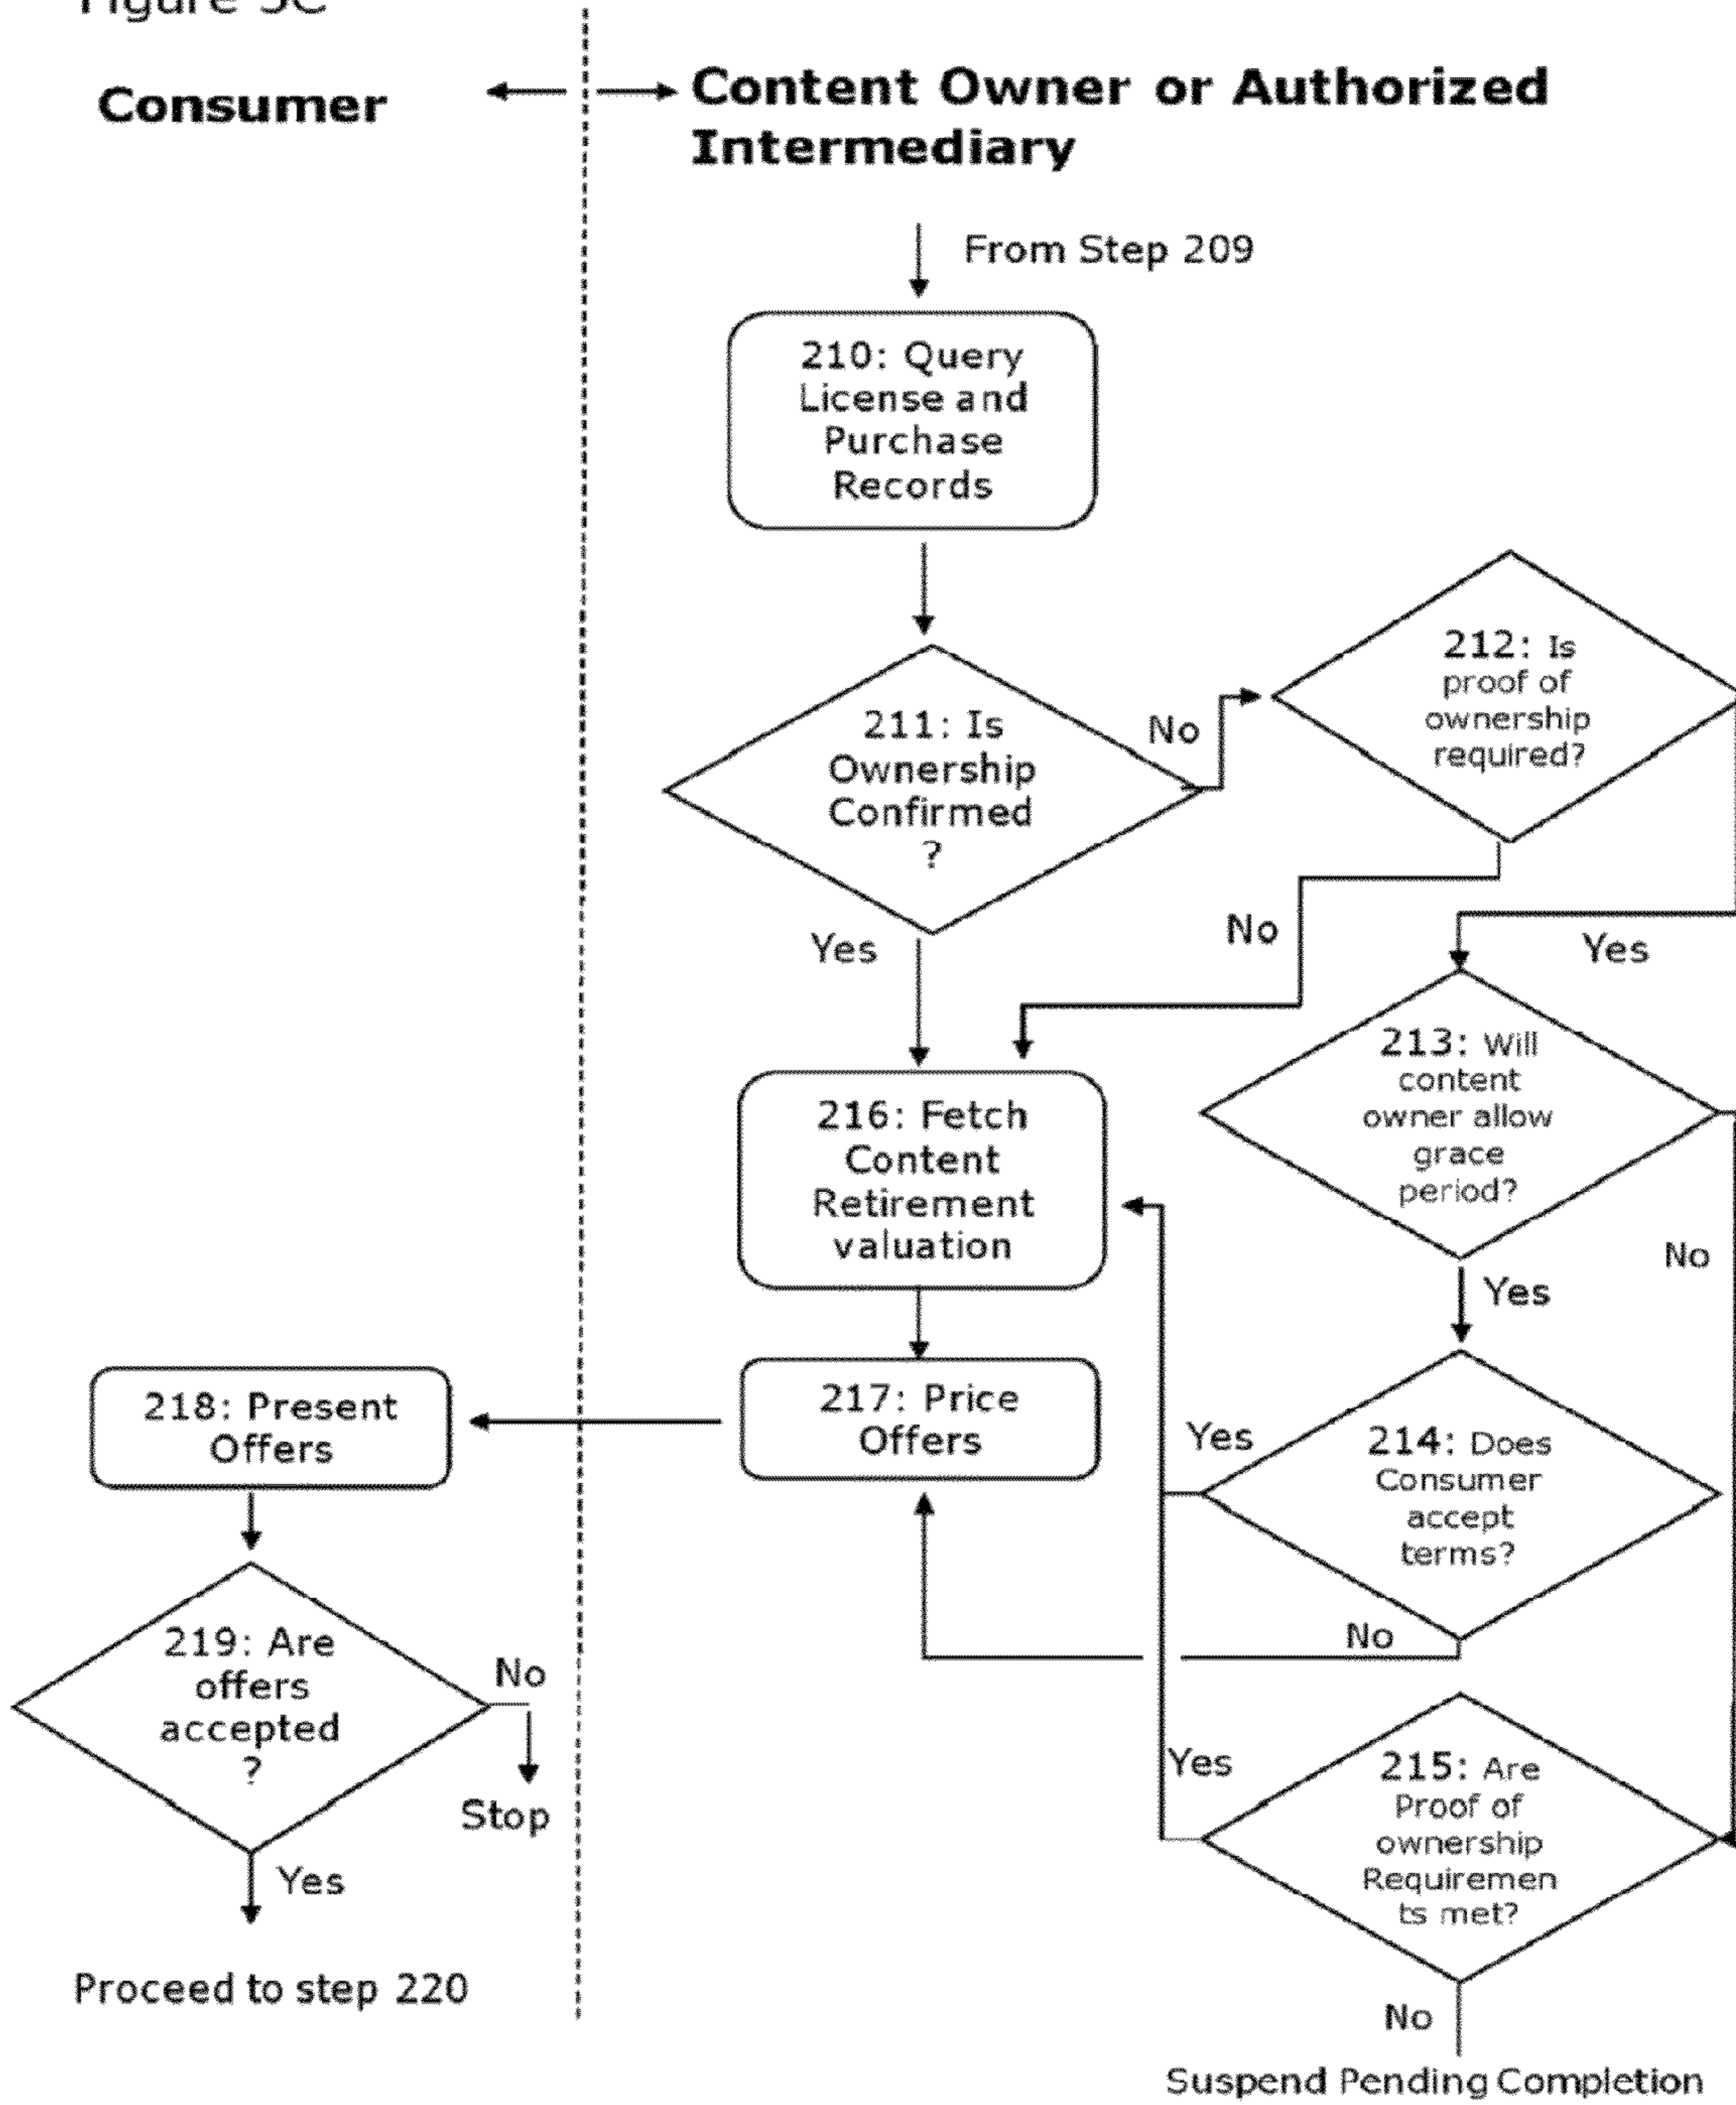 Figure 3C
Consumer
Content Owner or Authorized
Intermediary
From Step 209
210: Query
License and
Purchase
Records
211: Is
Ownership
Confirmed
?
No
212: Is
proof of
ownership
required?
Yes
No
Yes
213: Will
content
owner allow
grace
period?
No
Yes
216: Fetch
Content
Retirement
valuation
217: Price
Offers
Yes
214: Does
Consumer
accept
terms?
No
218: Present
Offers
219: Are
offers
accepted
?
No
Stop
Yes
Proceed to step 220
Yes
215: Are
Proof of
ownership
Requiremen
ts met?
No
Suspend Pending Completion